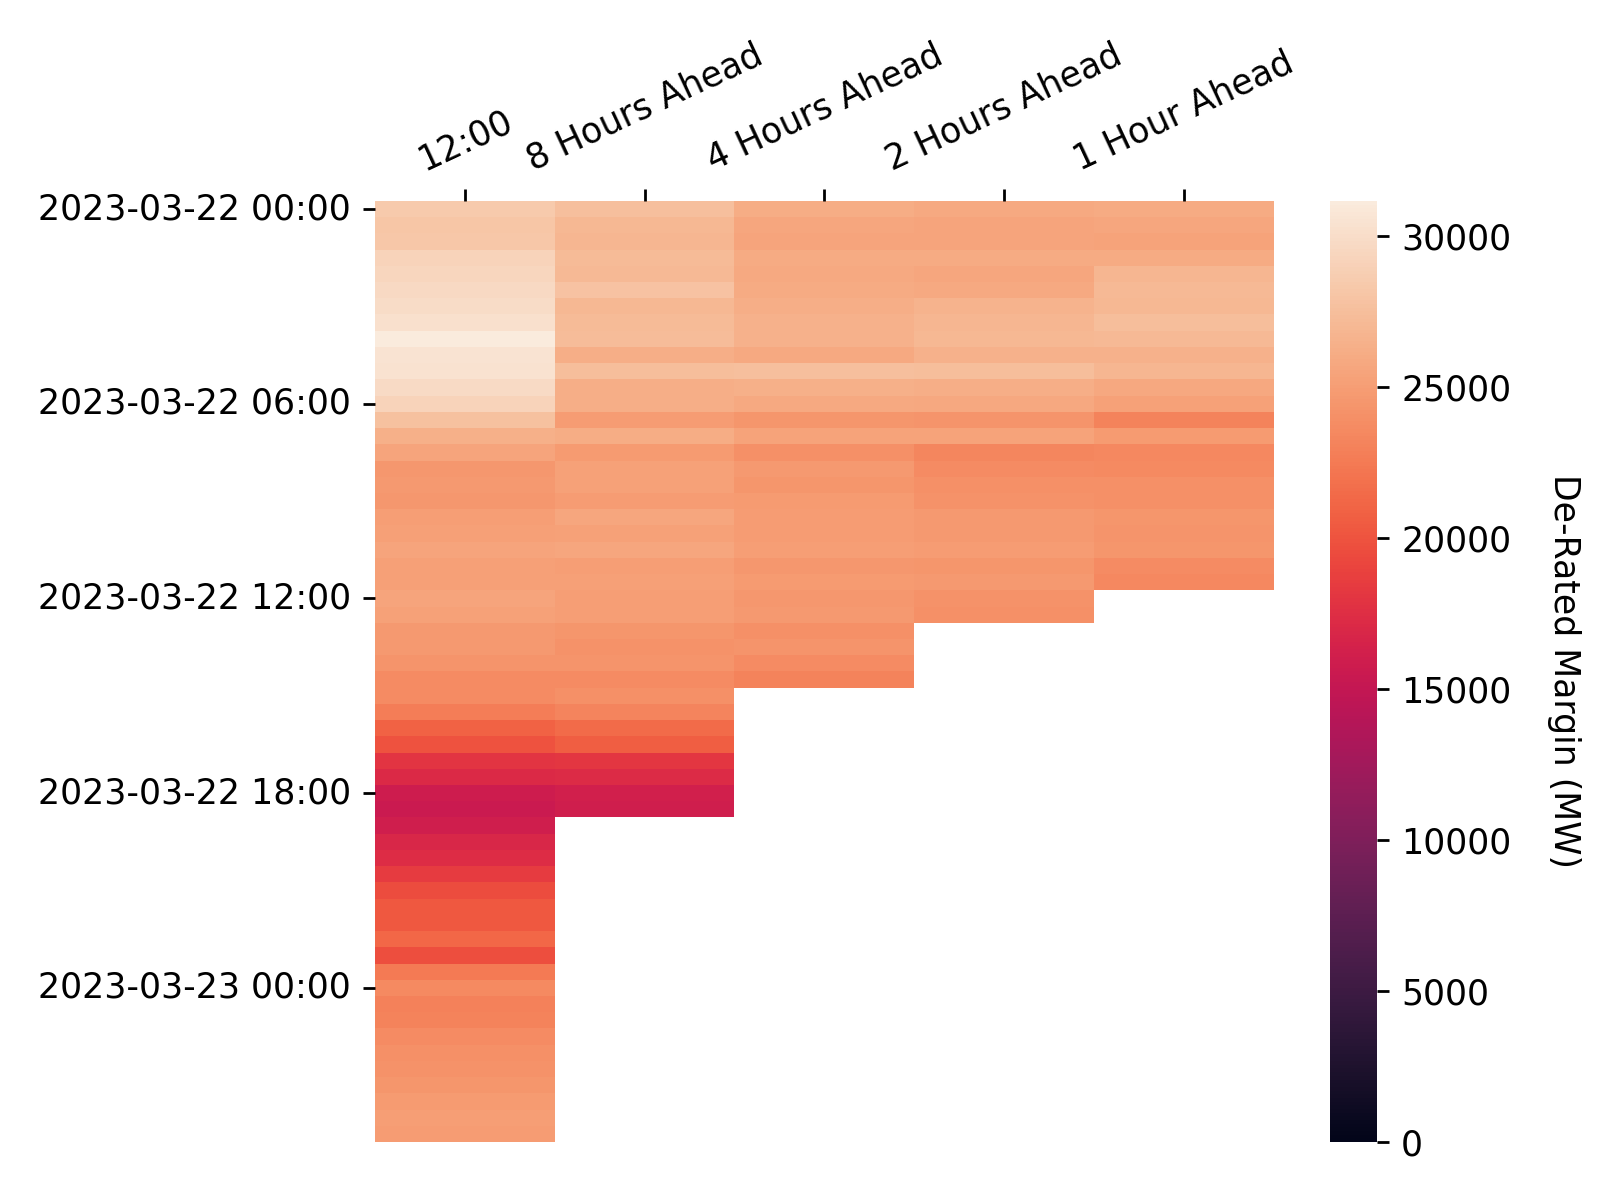 12:00
8 Hours Ahead
4 Hours Ahead
2 Hours Ahead
1 Hour Ahead
2023-03-22 00:00
2023-03-22 06:00
2023-03-22 12:00
2023-03-22 18:00
2023-03-23 00:00
30000
25000
20000
15000
10000
5000
0
De-Rated Margin (MW)